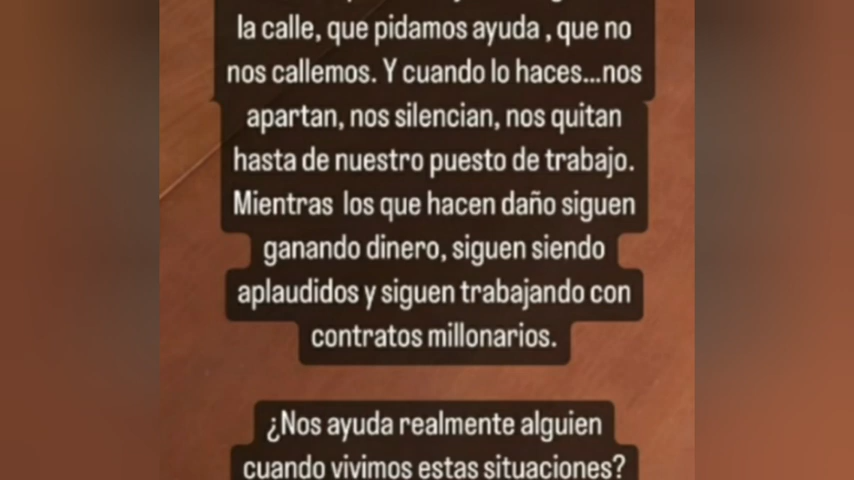 la calle, que pidamos ayuda , que no
nos callemos. Y cuando lo haces...nos
apartan, nos silencian, nos quitan
hasta de nuestro puesto de trabajo.
Mientras los que hacen daño siguen
ganando dinero, siguen siendo
aplaudidos y siguen trabajando con
contratos millonarios.
¿Nos ayuda realmente alguien
cuando vivimos estas situaciones?